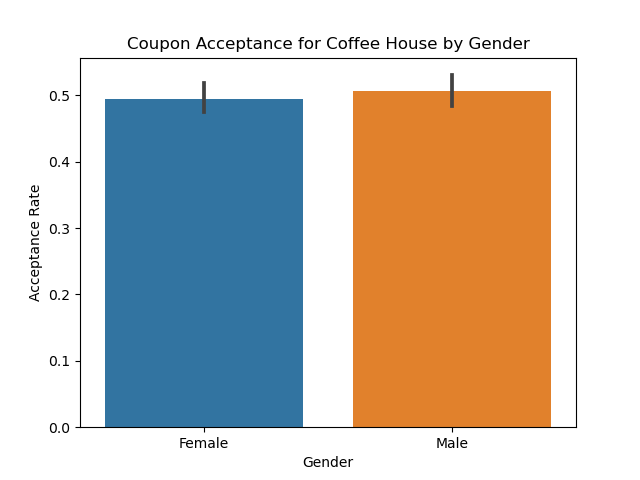 Coupon Acceptance for Coffee House by Gender
Acceptance Rate
0.5
0.4
0.3
0.2
0.1
0.0
Female
Male
Gender